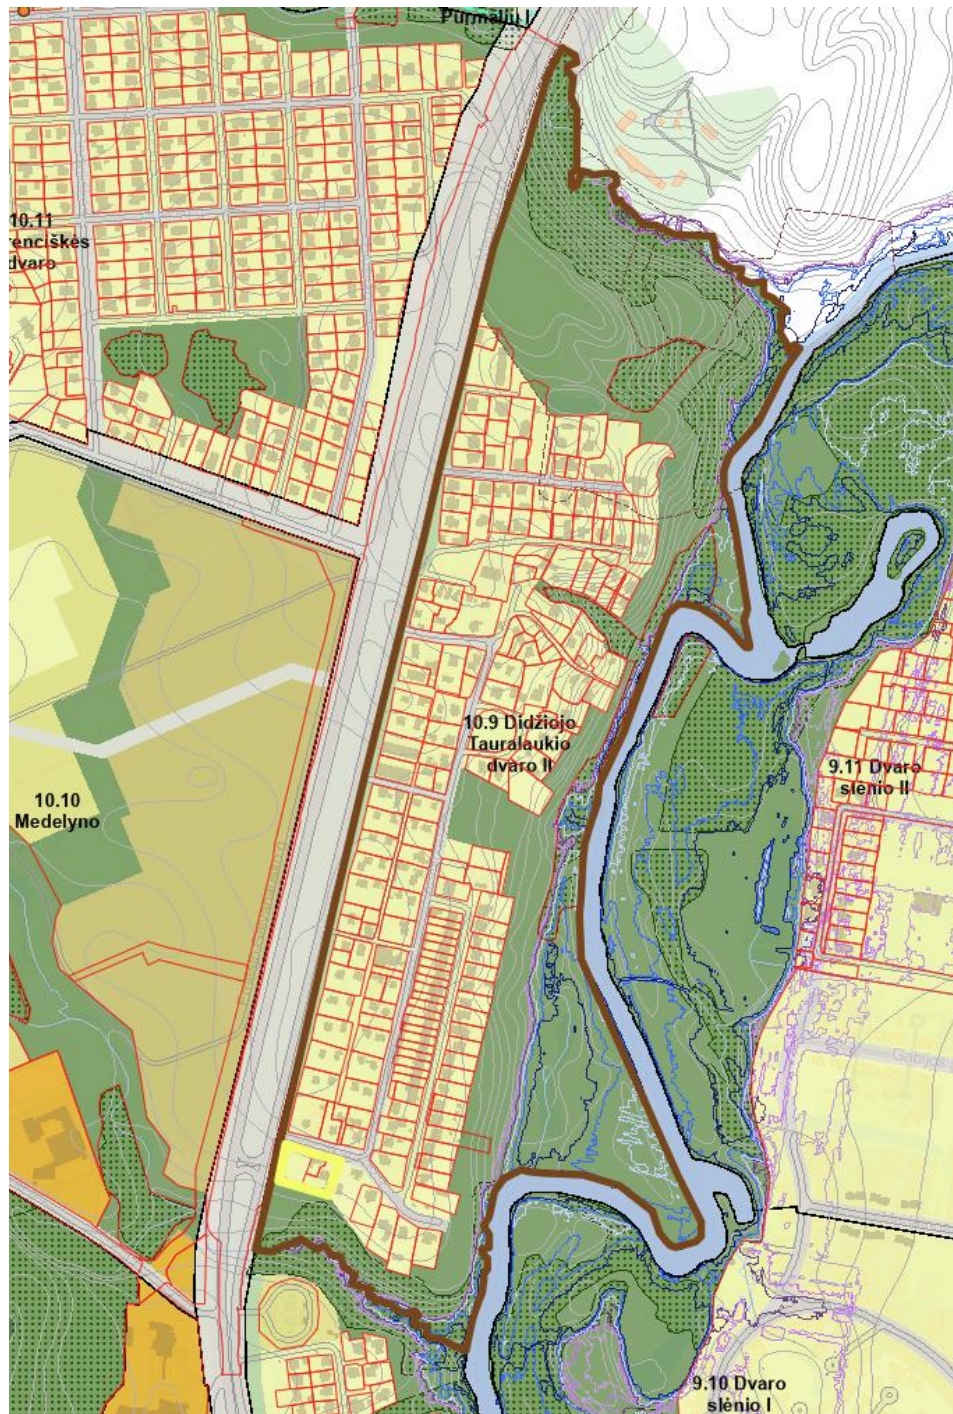 Purmalių I
10.11
renciškės
dvaro
10.9 Didžiojo
Tauralaukio
dvaro II
9.11 Dvaro
slėnio II
10.10
Medelyno
Gabijos
9.10 Dvaro
slėnio I